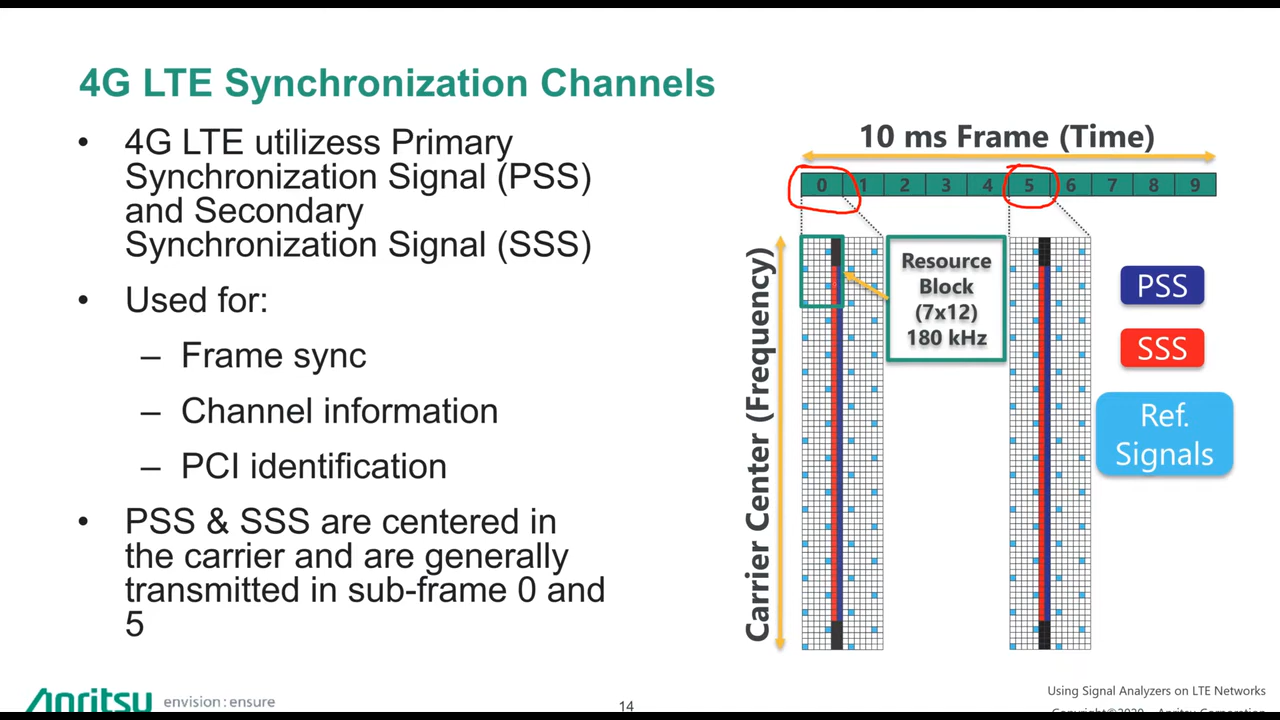 4G LTE Synchronization Channels
• 4G LTE utilizess Primary
Synchronization Signal (PSS)
and Secondary
Synchronization Signal (SSS)
• Used for:
– Frame sync
– Channel information
– PCI identification
• PSS & SSS are centered in
the carrier and are generally
transmitted in sub-frame 0 and
5
10 ms Frame (Time)
0 1 2 3 4 5 6 7 8 9
Carrier Center (Frequency)
Resource
Block
(7x12)
180 kHz
PSS
SSS
Ref.
Signals
Anritsu envision : ensure
14
Using Signal Analyzers on LTE Networks
Copyright©2020 Anritsu Corporation